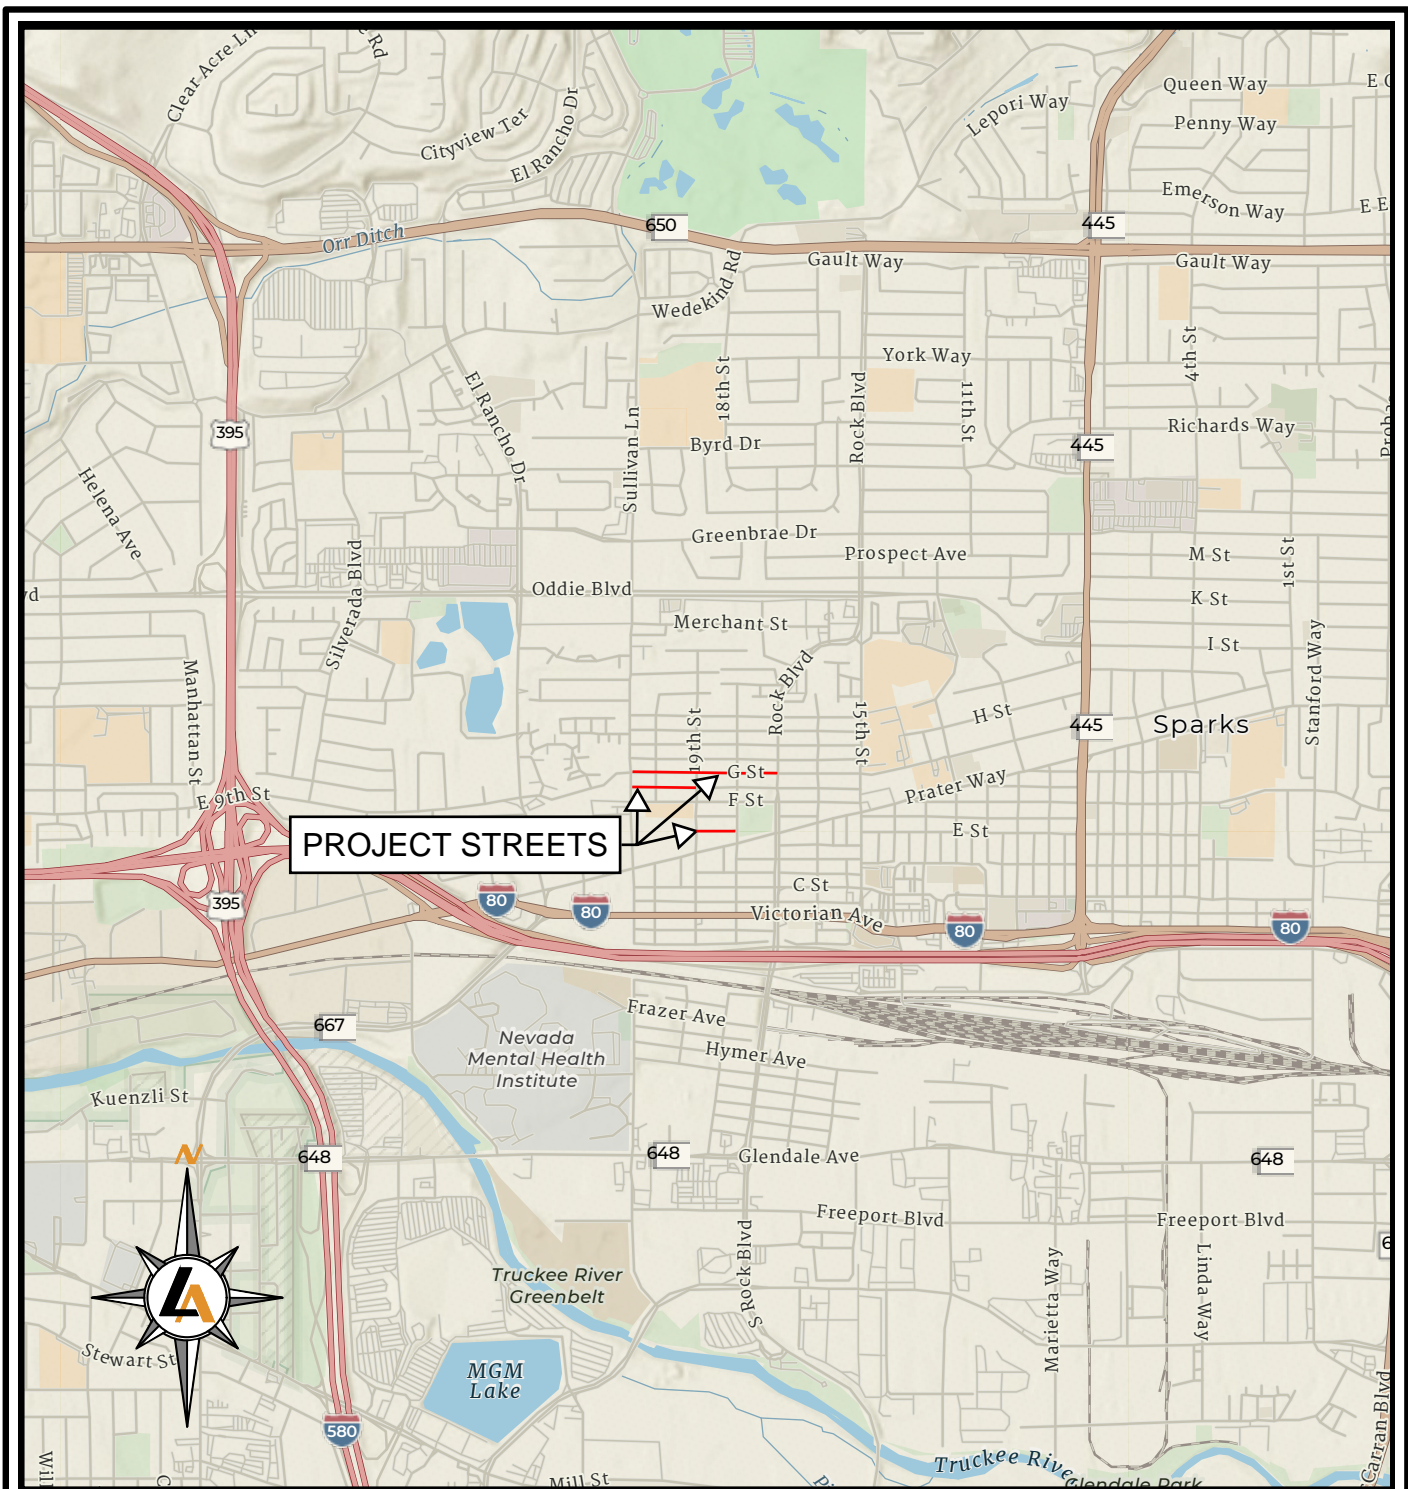 Clear Acre Ln
Rd
Cityview Ter
El Rancho Dr
Lepori Way
Queen Way
Penny Way
Emerson Way
E E
Orr Ditch
650
445
Gault Way
Gault Way
Wedekind Rd
York Way
4th St
18th St
Rock Blvd
11th St
El Rancho Dr
Sullivan Ln
395
Byrd Dr
445
Richards Way
Helena Ave
Greenbrae Dr
Prospect Ave
M St
1st St
Silverada Blvd
Oddie Blvd
vd
K St
Merchant St
I St
Stanford Way
Manhattan St
Rock Blvd
19th St
15th St
H St
445
Sparks
G St
F St
Prater Way
E 9th St
E St
PROJECT STREETS
C St
Victorian Ave
395
80
80
80
80
Frazer Ave
Hymer Ave
667
Nevada
Mental Health
Institute
Kuenzli St
N
648
648
Glendale Ave
648
Freeport Blvd
Freeport Blvd
6
S Rock Blvd
Marietta Way
Linda Way
Truckee River
Greenbelt
LA
Stewart St
MGM
Lake
580
Carran Blvd
Truckee River
Glendale Park
Mill St
Wil